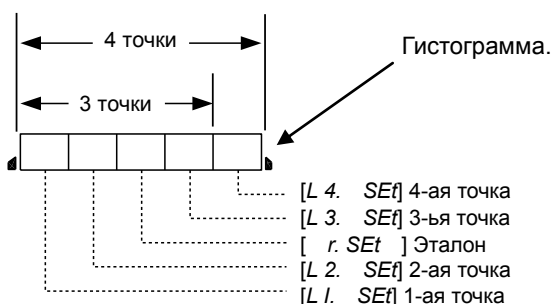 4 точки
Гистограмма.
3 точки
[L 4. SEt] 4-ая точка
[L 3. SEt] 3-ья точка
[ r. SEt ] Эталон
[L 2. SEt] 2-ая точка
[L I. SEt] 1-ая точка